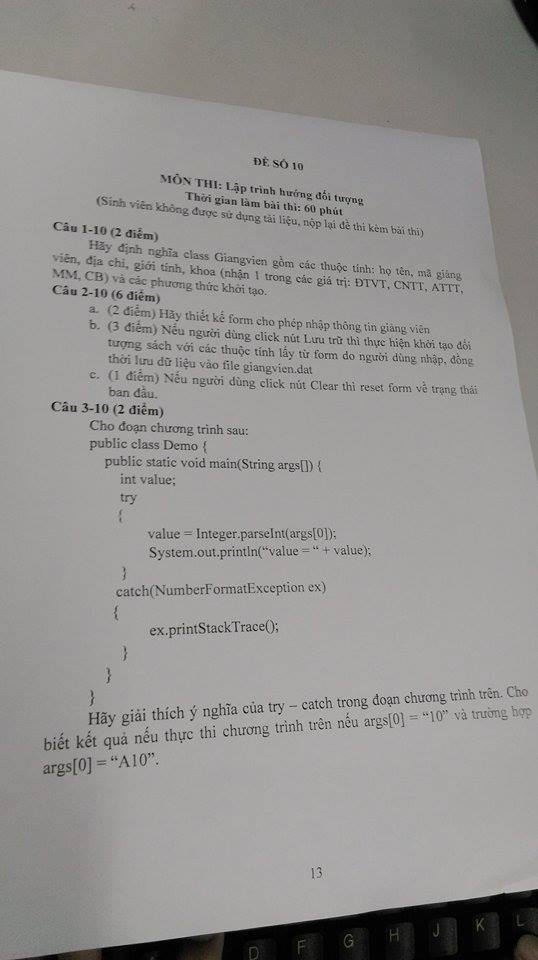 ĐỀ SỐ 10
MÔN THI: Lập trình hướng đối tượng
Thời gian làm bài thi: 60 phút
(Sinh viên không được sử dụng tài liệu, nộp lại đề thi kèm bài thi)
Câu 1-10 (2 điểm)
Hãy định nghĩa class Giangvien gồm các thuộc tính: họ tên, mã giảng
viên, địa chỉ, giới tính, khoa (nhận 1 trong các giá trị: ĐTVT, CNTT, ATTT,
MM, CB) và các phương thức khởi tạo.
Câu 2-10 (6 điểm)
a. (2 điểm) Hãy thiết kế form cho phép nhập thông tin giảng viên
b. (3 điểm) Nếu người dùng click nút Lưu trữ thì thực hiện khởi tạo đối
tượng sách với các thuộc tính lấy từ form do người dùng nhập, đồng
thời lưu dữ liệu vào file giangvien.dat
c. (1 điểm) Nếu người dùng click nút Clear thì reset form về trạng thái
ban đầu.
Câu 3-10 (2 điểm)
Cho đoạn chương trình sau:
public class Demo {
public static void main(String args[]) {
int value;
try
{
value = Integer.parseInt(args[0]);
System.out.println(“value = “ + value);
}
catch(NumberFormatException ex)
{
ex.printStackTrace();
}
}
}
Hãy giải thích ý nghĩa của try – catch trong đoạn chương trình trên. Cho
biết kết quả nếu thực thi chương trình trên nếu args[0] = “10” và trường hợp
args[0] = “A10”.
13
D F G H J K L